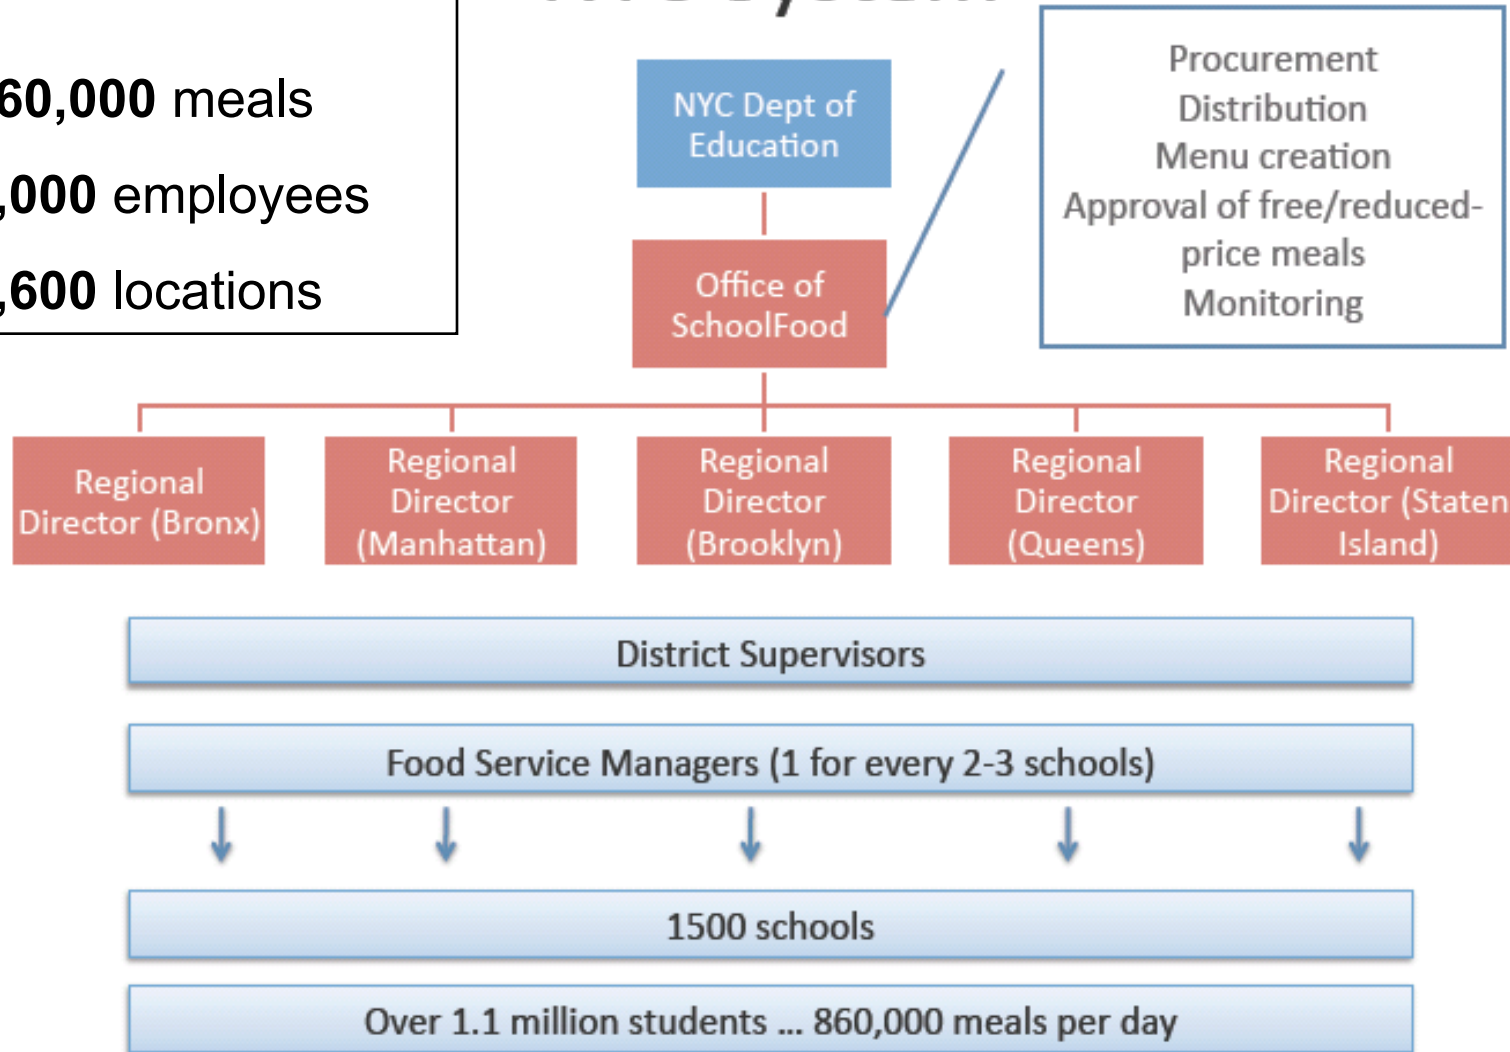 60,000 meals
,000 employees
,600 locations
NYC Dept of
Education
Office of
SchoolFood
Procurement
Distribution
Menu creation
Approval of free/reduced-
price meals
Monitoring
Regional
Director (Bronx)
Regional
Director
(Manhattan)
Regional
Director
(Brooklyn)
Regional
Director
(Queens)
Regional
Director (Staten
Island)
District Supervisors
Food Service Managers (1 for every 2-3 schools)
1500 schools
Over 1.1 million students ... 860,000 meals per day